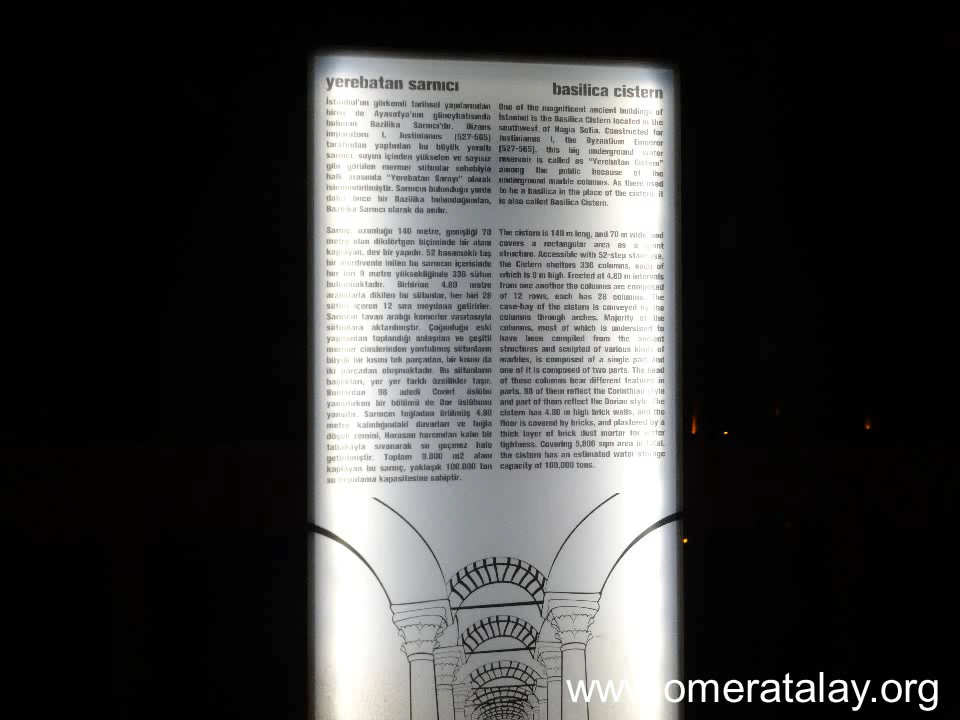 yerebatan sarnıcı
İstanbul'un görkemli tarihsel yapılarından
birisi de Ayasofya'nın güneybatısında
bulunan Bazilika Sarnıcı'dır. Bizans
imparatoru I. Justinianus (527-565)
tarafından yaptırılan bu büyük yeraltı
sarnıcı, suyun içinden yükselen ve sayısız
gibi görülen mermer sütunlar sebebiyle
halk arasında "Yerebatan Sarayı" olarak
isimlendirilmiştir. Sarnıcın bulunduğu yerde
daha önce bir Bazilika bulunduğundan,
Bazilika Sarnıcı olarak da anılır.
Sarnıç, uzunluğu 140 metre, genişliği 70
metre olan dikdörtgen biçiminde bir alanı
kaplayan, dev bir yapıdır. 52 basamaklı taş
bir merdivenle inilen bu sarnıcın içerisinde
her biri 9 metre yüksekliğinde 336 sütun
bulunmaktadır. Birbirine 4.80 metre
aralıklarla dikilen bu sütunlar, her biri 28
sütun içeren 12 sıra meydana getirirler.
Sarnıcın tavan aralığı kemerler vasıtasıyla
sütunlara aktarılmıştır. Çoğunluğu eski
yapılardan toplandığı anlaşılan ve çeşitli
mermer cinslerinden yontulmuş sütunların
büyük bir kısmı tek parçadan, bir kısmı da
iki parçadan oluşmaktadır. Bu sütunların
başlıkları, yer yer farklı özellikler taşır.
Bunlardan 98 adedi Corint üslûbu
yansıtırken bir bölümü de Dor üslûbunu
yansıtır. Sarnıcın tuğladan örülmüş 4.80
metre kalınlığındaki duvarları ve tuğla
döşeli zemini, Horasan harcından kalın bir
tabakayla sıvanarak su geçmez hale
getirilmiştir. Toplam 9.800 m2 alanı
kaplayan bu sarnıç, yaklaşık 100.000 ton
su depolama kapasitesine sahiptir.
basilica cistern
One of the magnificent ancient buildings of
İstanbul is the Basilica Cistern located in the
southwest of Hagia Sofia. Constructed for
Justinianus I, the Byzantium Emperor
(527-565), this big underground water
reservoir is called as "Yerebatan Cistern"
among the public because of the
underground marble columns. As there used
to be a basilica in the place of the cistern, it
is also called Basilica Cistern.
The cistern is 140 m long, and 70 m wide, and
covers a rectangular area as a giant
structure. Accessible with 52-step staircase,
the Cistern shelters 336 columns, each of
which is 9 m high. Erected at 4.80 m intervals
from one another the columns are composed
of 12 rows, each has 28 columns. The
case-bay of the cistern is conveyed by the
columns through arches. Majority of the
columns, most of which is understood to
have been compiled from the ancient
structures and sculpted of various kinds of
marbles, is composed of a single part and
one of it is composed of two parts. The head
of these columns bear different features in
parts. 98 of them reflect the Corinthian style
and part of them reflect the Dorian style. The
cistern has 4.80 m high brick walls, and the
floor is covered by bricks, and plastered by a
thick layer of brick dust mortar for water
tightness. Covering 9,800 sqm area in total,
the cistern has an estimated water storage
capacity of 100,000 tons.
www.omeratalay.org